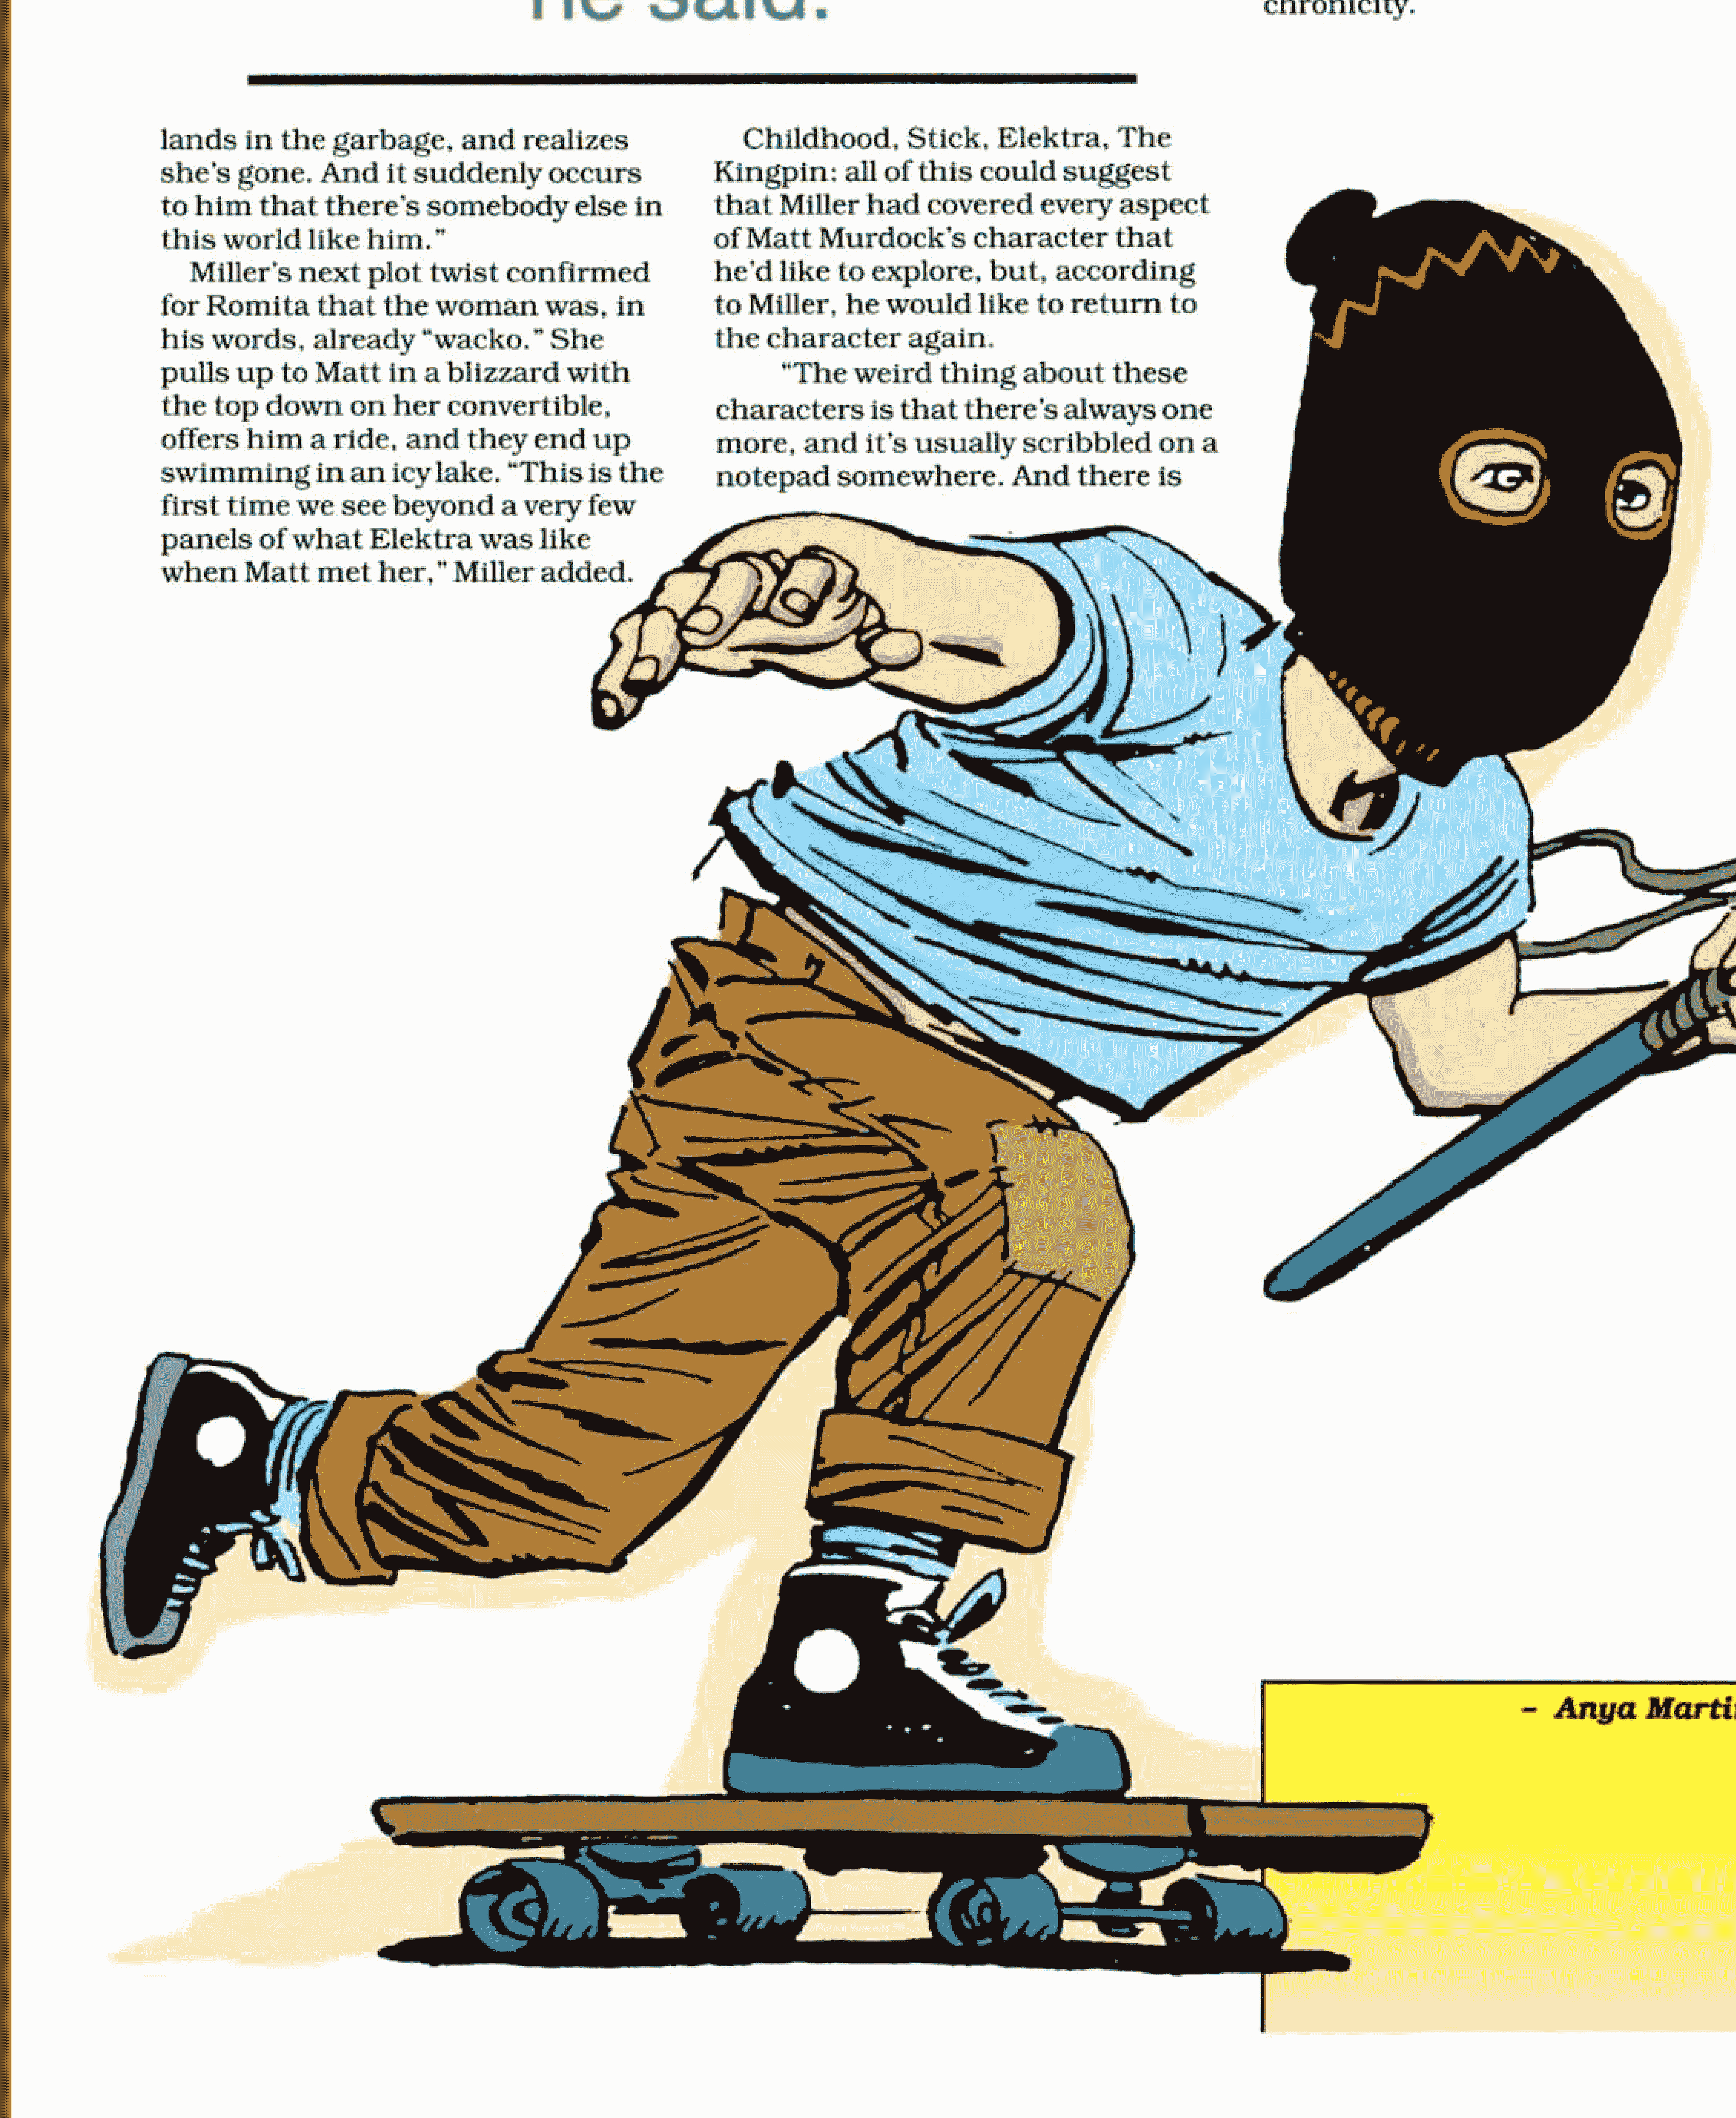 he said.
chronicity.
lands in the garbage, and realizes
she's gone. And it suddenly occurs
to him that there's somebody else in
this world like him."
Miller's next plot twist confirmed
for Romita that the woman was, in
his words, already "wacko." She
pulls up to Matt in a blizzard with
the top down on her convertible,
offers him a ride, and they end up
swimming in an icy lake. "This is the
first time we see beyond a very few
panels of what Elektra was like
when Matt met her," Miller added.
Childhood, Stick, Elektra, The
Kingpin: all of this could suggest
that Miller had covered every aspect
of Matt Murdock's character that
he'd like to explore, but, according
to Miller, he would like to return to
the character again.
"The weird thing about these
characters is that there's always one
more, and it's usually scribbled on a
notepad somewhere. And there is
– Anya Marti